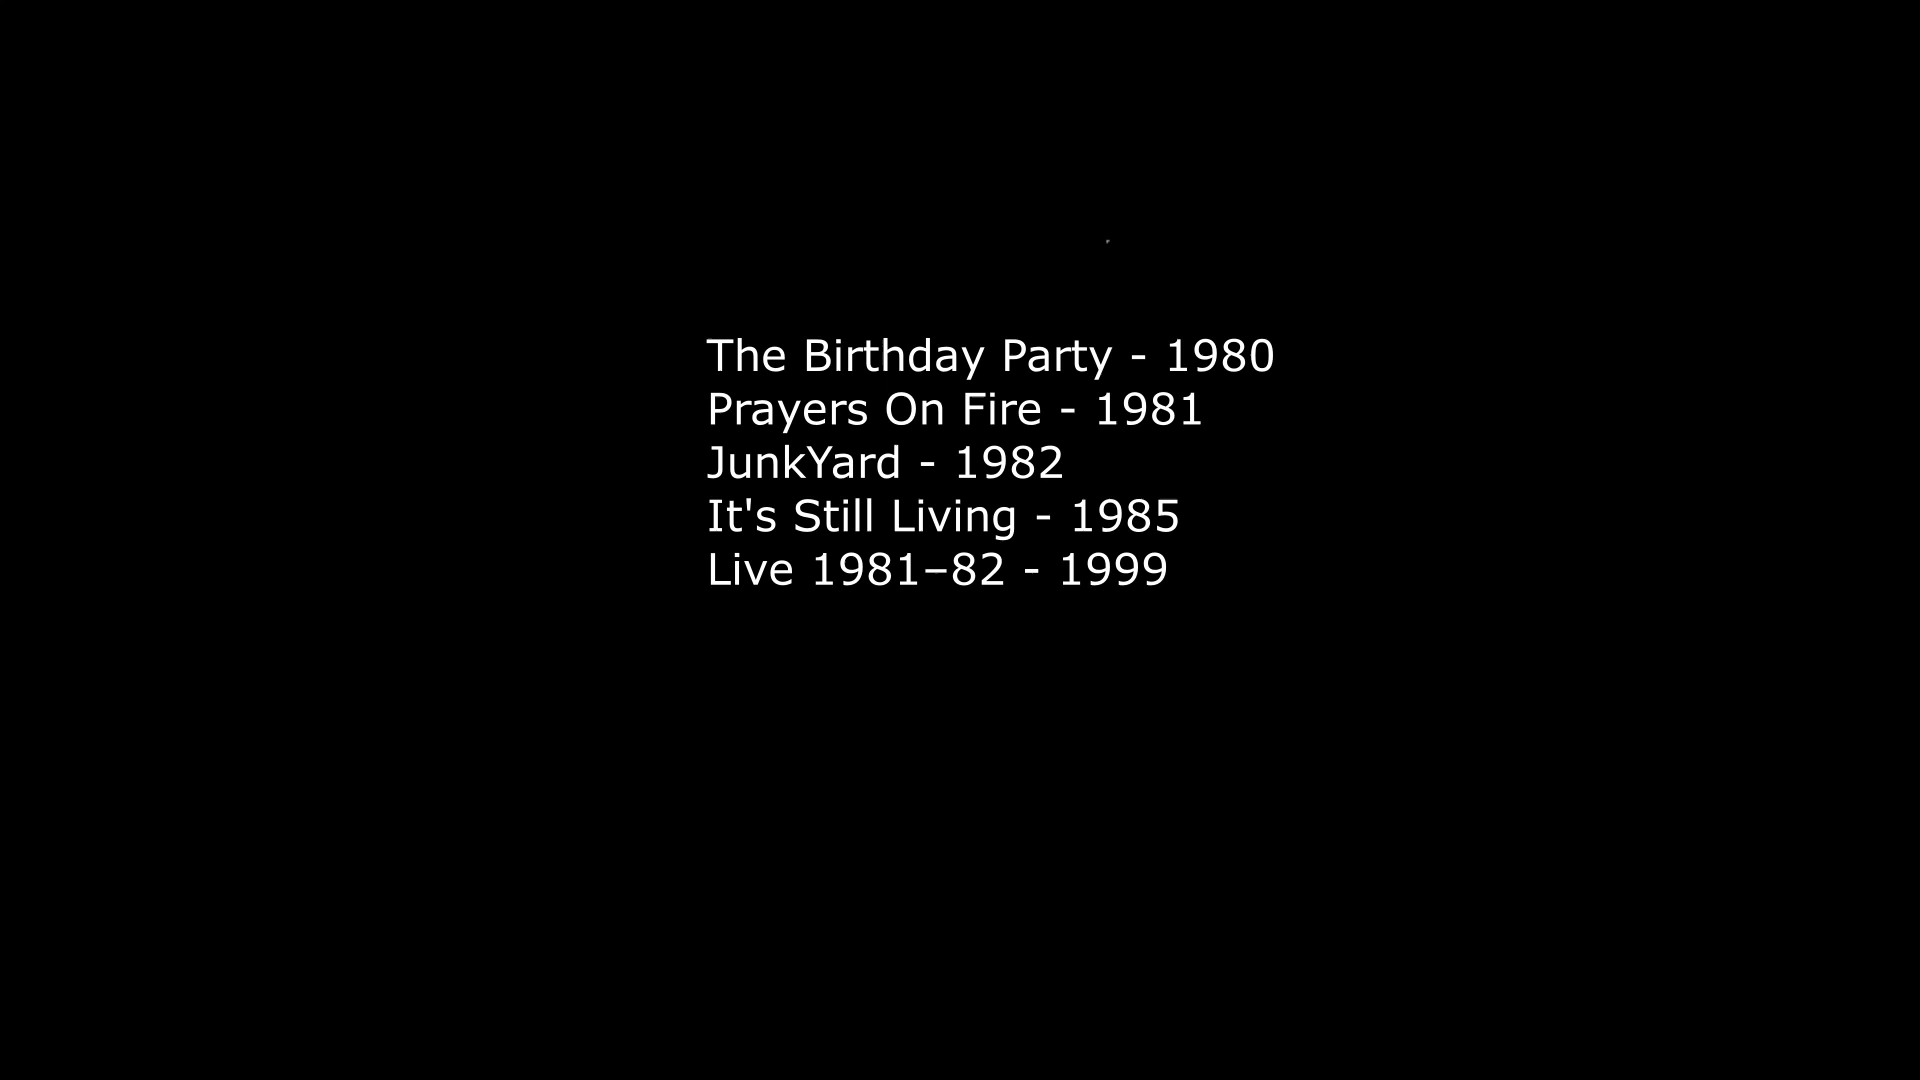 The Birthday Party - 1980
Prayers On Fire - 1981
JunkYard - 1982
It's Still Living - 1985
Live 1981–82 - 1999